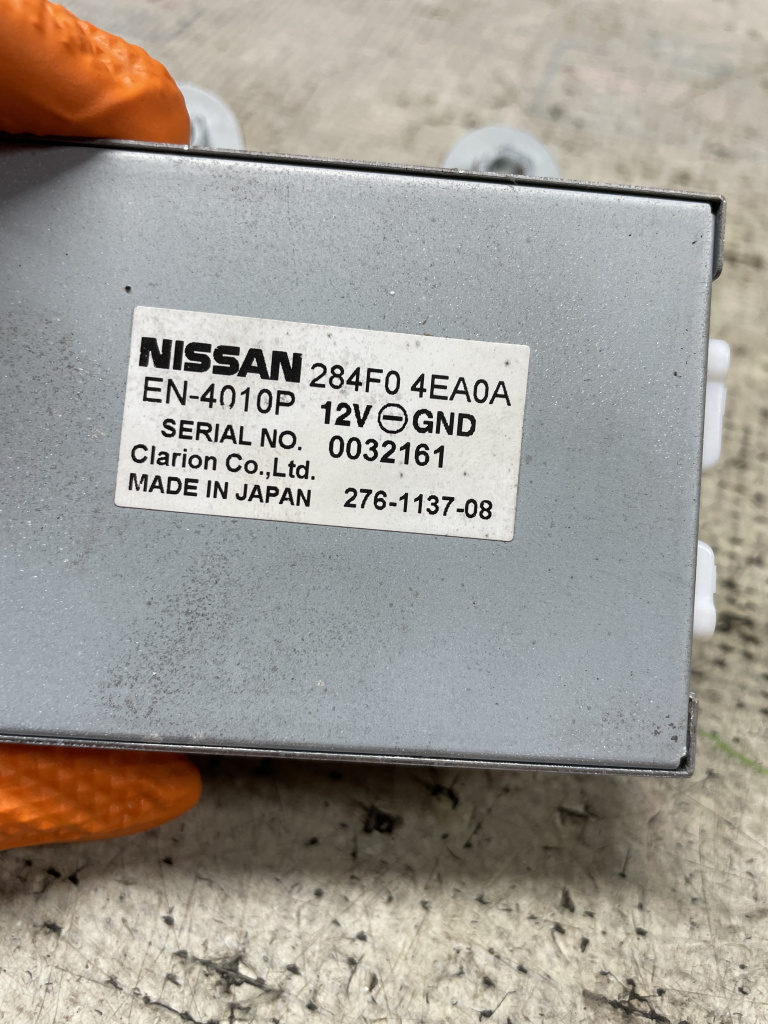 NISSAN 284F0 4EA0A
EN-4010P 12V ⊖ GND
SERIAL NO. 0032161
Clarion Co.,Ltd.
MADE IN JAPAN 276-1137-08